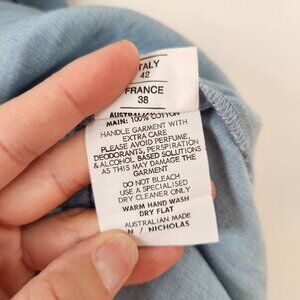 ITALY
42
FRANCE
38
MAIN: 100% COTTON
HANDLE GARMENT WITH
EXTRA CARE
PLEASE AVOID PERFUME,
DEODORANTS, PERSPIRATION
& ALCOHOL BASED SOLUTIONS
AS THIS MAY DAMAGE THE
GARMENT
DO NOT BLEACH
USE A SPECIALISED
DRY CLEANER ONLY
WARM HAND WASH
DRY FLAT
AUSTRALIAN MADE
N / NICHOLAS